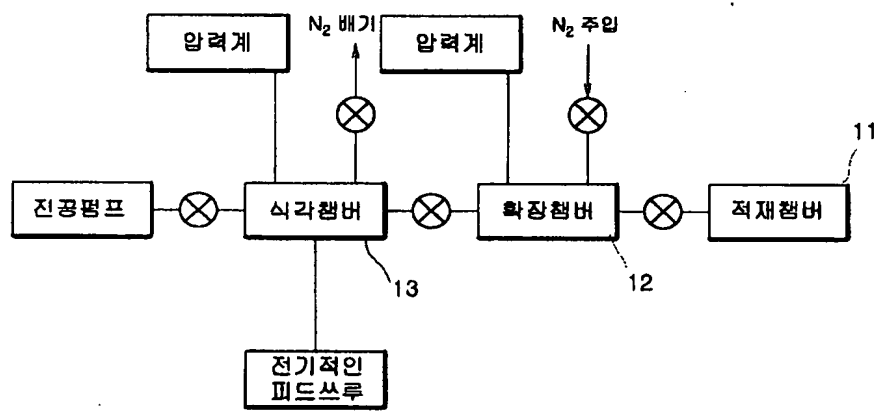 압력계
N₂ 배기
압력계
N₂ 주입
11
진공펌프
식각챔버
확장챔버
적재챔버
13
12
전기적인
피드쓰루